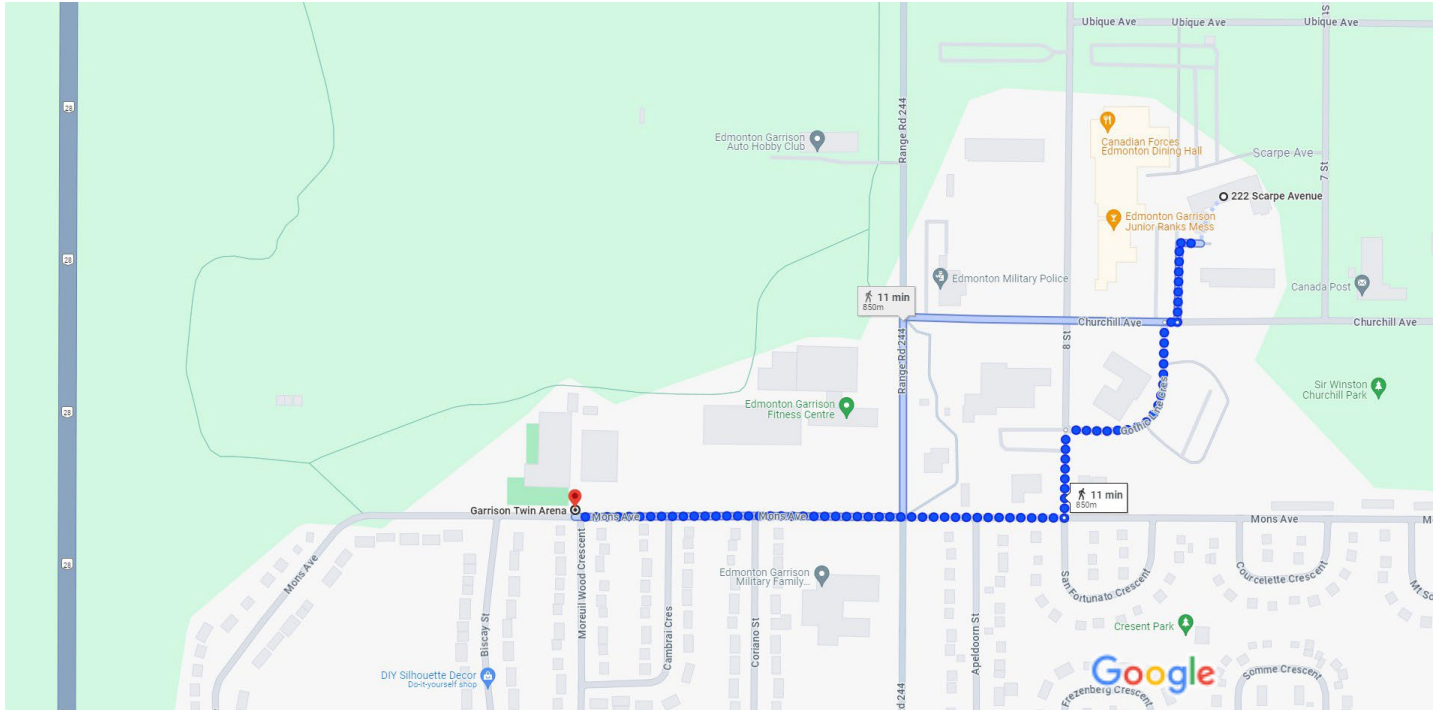 Ubique Ave
Ubique Ave
Ubique Ave
28
Range Rd 244
Edmonton Garrison
Auto Hobby Club
Canadian Forces
Edmonton Dining Hall
Scarpe Ave
7 St
222 Scarpe Avenue
Edmonton Garrison
Junior Ranks Mess
28
Edmonton Military Police
Canada Post
11 min
850m
Churchill Ave
Churchill Ave
8 St
Range Rd 244
Sir Winston
Churchill Park
Edmonton Garrison
Fitness Centre
28
Gothic Line Cres
11 min
850m
Garrison Twin Arena
Mons Ave
Mons Ave
Mons Ave
28
Mons Ave
Moreuil Wood Crescent
Edmonton Garrison
Military Family...
San Fortunato Crescent
Courcelette Crescent
Biscay St
Cambrai Cres
Coriano St
Apeldoorn St
Cresent Park
DIY Silhouette Decor
Do-it-yourself shop
Google
Somme Crescent
Frezenberg Crescent